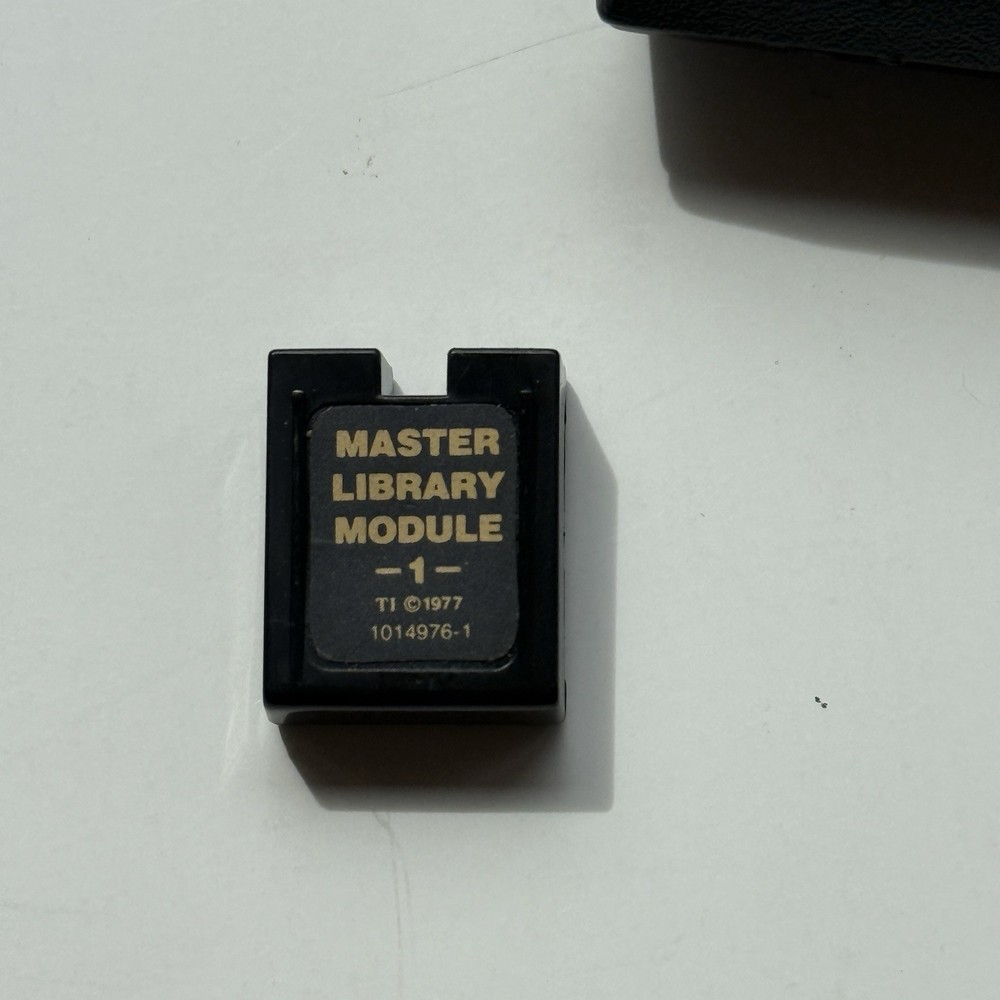 MASTER
LIBRARY
MODULE
-1-
TI ©1977
1014976-1